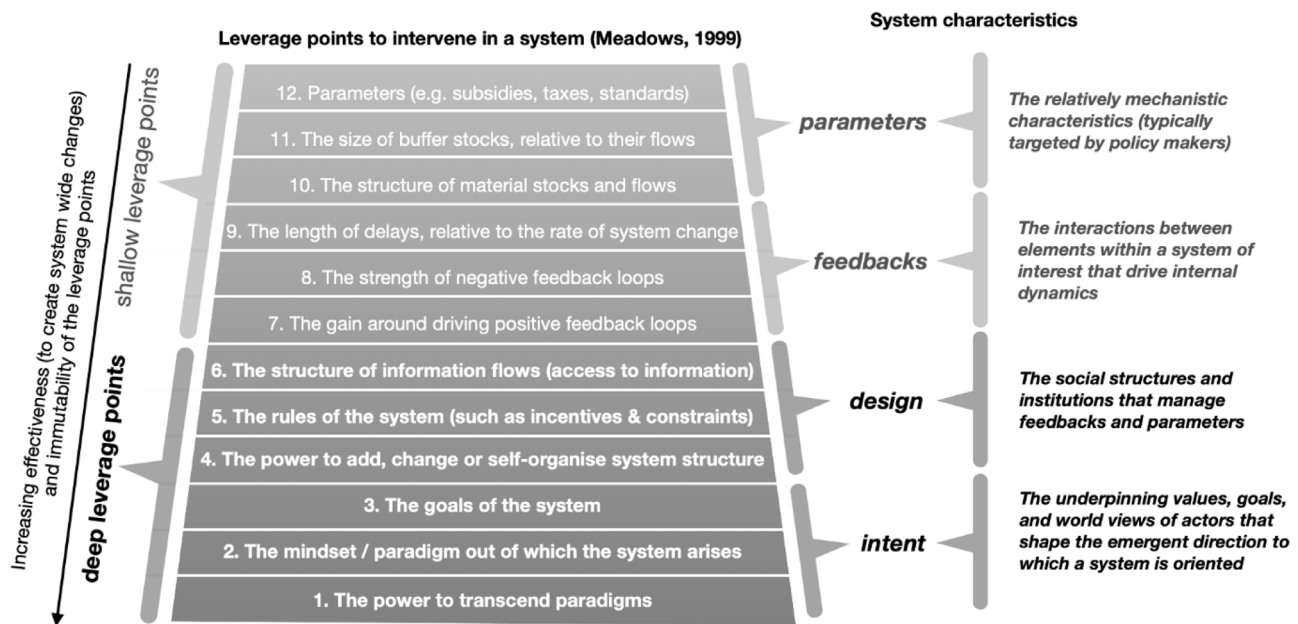 System characteristics
Leverage points to intervene in a system (Meadows, 1999)
Increasing effectiveness (to create system wide changes)
and immutability of the leverage points
shallow leverage points
deep leverage points
12. Parameters (e.g. subsidies, taxes, standards)
11. The size of buffer stocks, relative to their flows
10. The structure of material stocks and flows
9. The length of delays, relative to the rate of system change
8. The strength of negative feedback loops
7. The gain around driving positive feedback loops
6. The structure of information flows (access to information)
5. The rules of the system (such as incentives & constraints)
4. The power to add, change or self-organise system structure
3. The goals of the system
2. The mindset / paradigm out of which the system arises
1. The power to transcend paradigms
parameters
The relatively mechanistic
characteristics (typically
targeted by policy makers)
feedbacks
The interactions between
elements within a system of
interest that drive internal
dynamics
design
The social structures and
institutions that manage
feedbacks and parameters
intent
The underpinning values, goals,
and world views of actors that
shape the emergent direction to
which a system is oriented